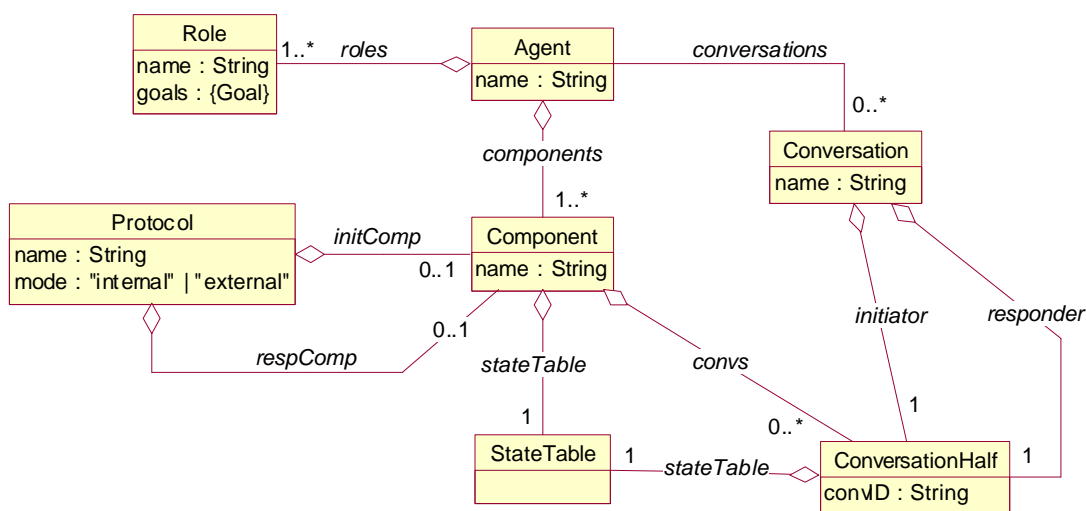 Role
name : String
goals : {Goal}
1..*
roles
Agent
name : String
conversations
0..*
components
1..*
Conversation
name : String
Protocol
name : String
mode : "internal" | "external"
initComp
0..1
Component
name : String
0..1
respComp
stateTable
convs
initiator
responder
1
0..*
1
StateTable
1
stateTable
ConversationHalf
convID : String
1